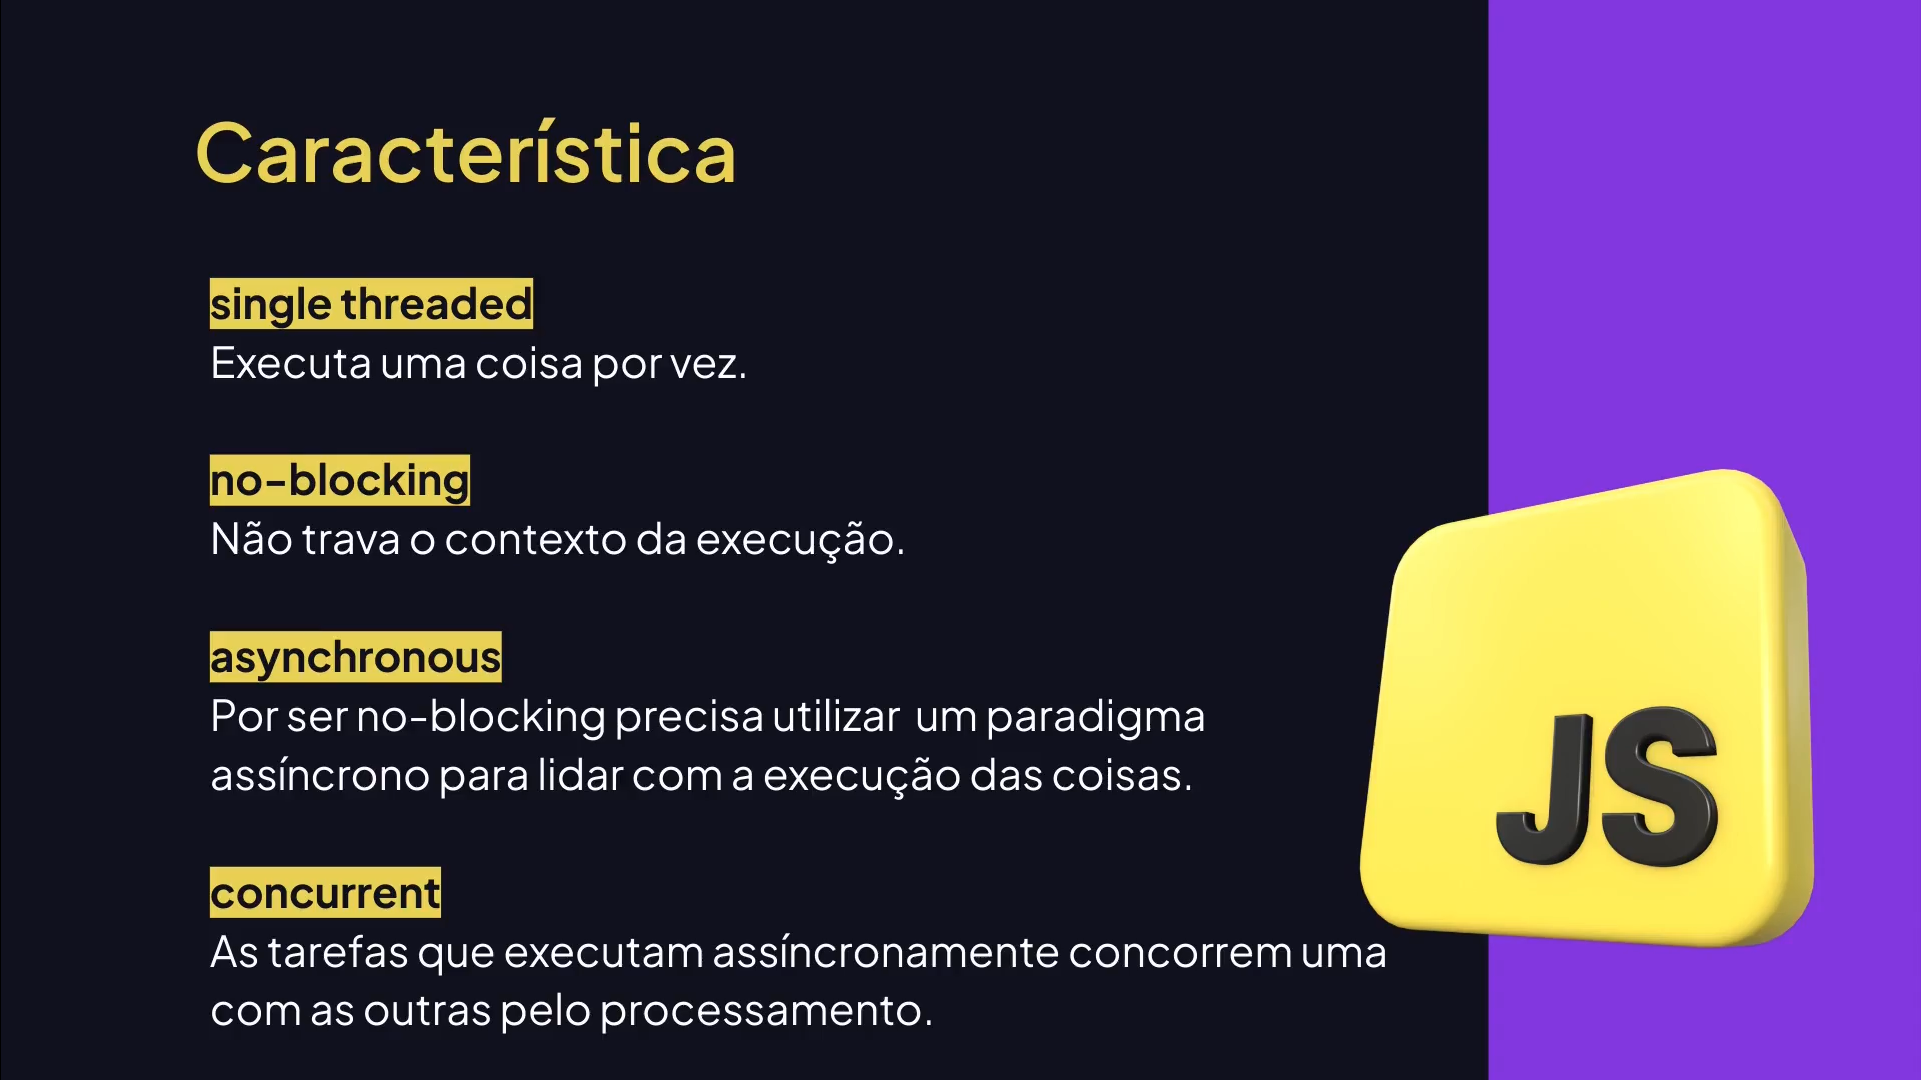 Característica
single threaded
Executa uma coisa por vez.
no-blocking
Não trava o contexto da execução.
asynchronous
Por ser no-blocking precisa utilizar  um paradigma
assíncrono para lidar com a execução das coisas.
concurrent
As tarefas que executam assíncronamente concorrem uma
com as outras pelo processamento.
JS